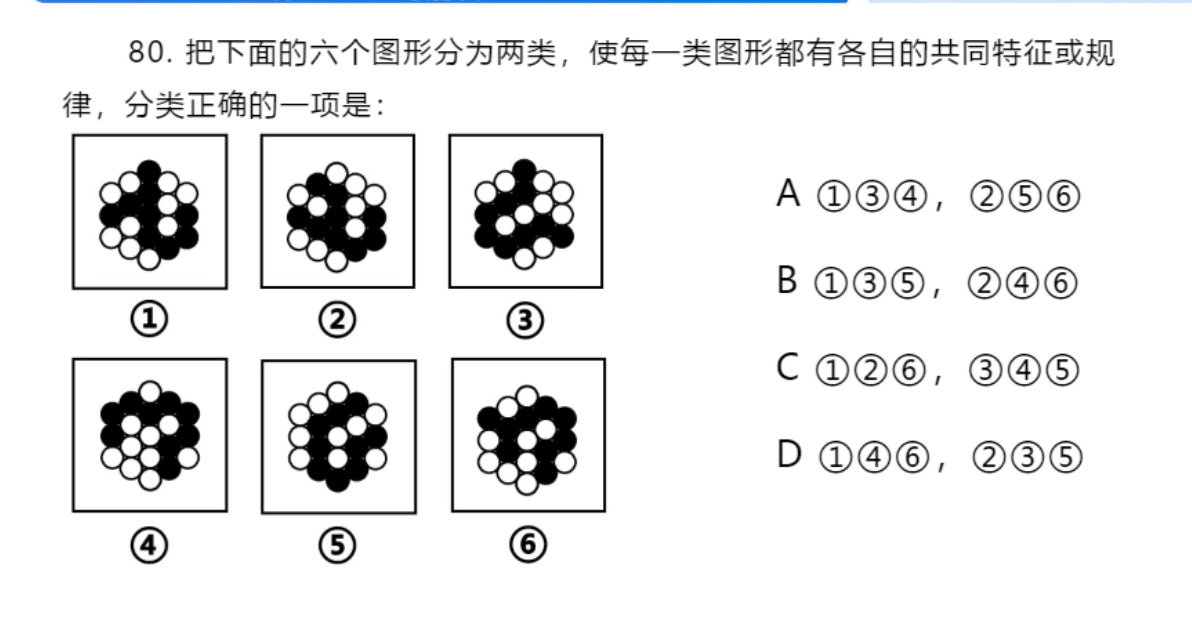 80. 把下面的六个图形分为两类，使每一类图形都有各自的共同特征或规
律，分类正确的一项是：
A ①③④，②⑤⑥
B ①③⑤，②④⑥
C ①②⑥，③④⑤
D ①④⑥，②③⑤
① ② ③
④ ⑤ ⑥